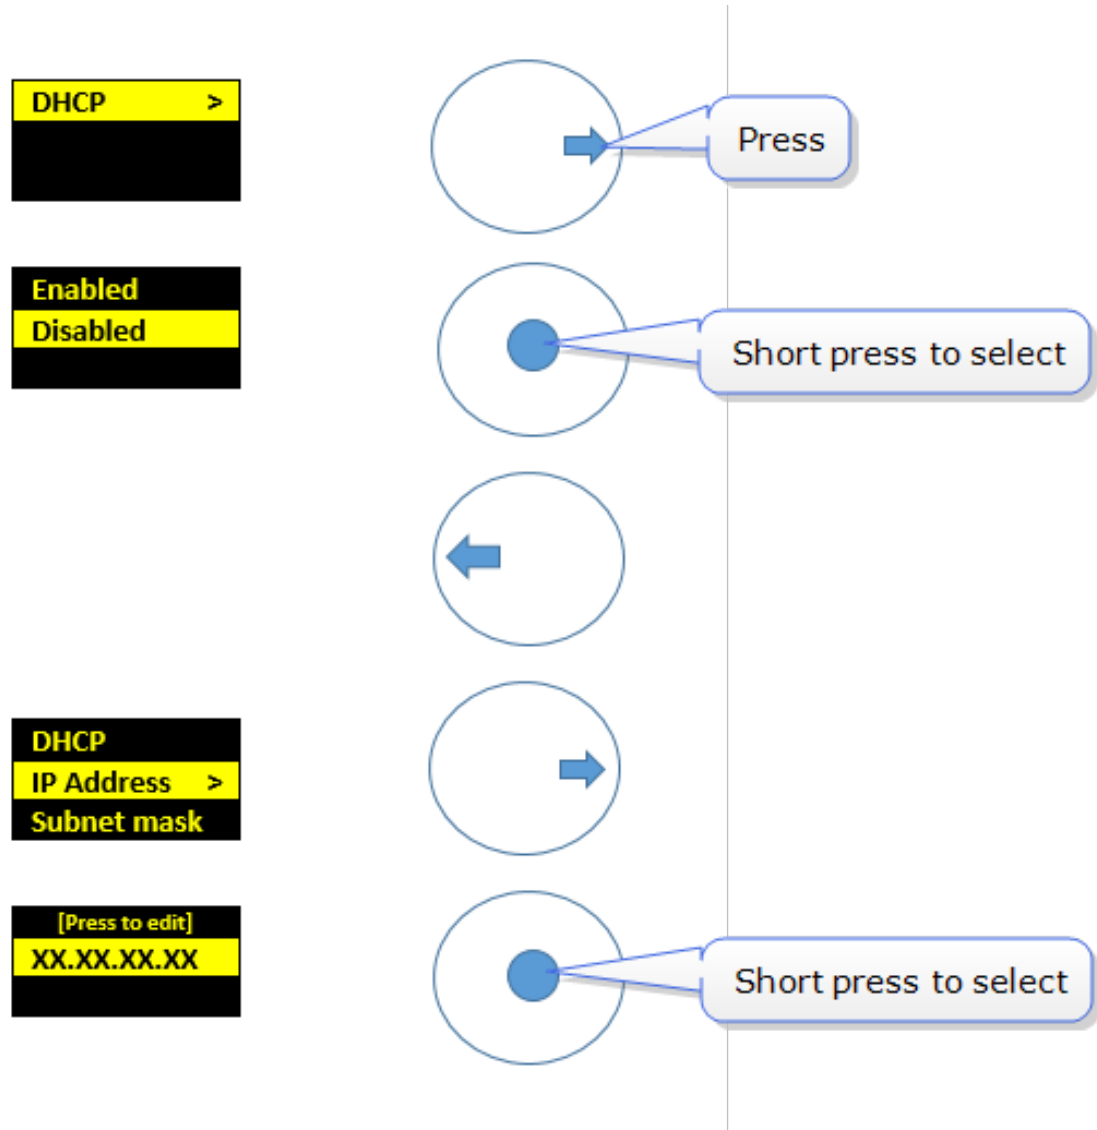 DHCP >
Press
Enabled
Disabled
Short press to select
DHCP
IP Address >
Subnet mask
[Press to edit]
XX.XX.XX.XX
Short press to select